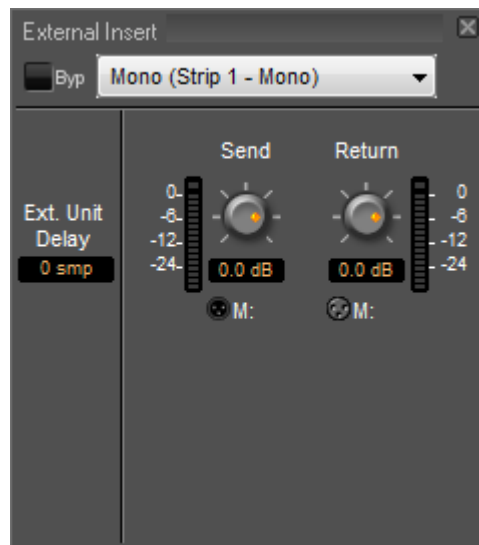 External Insert
Byp
Mono (Strip 1 - Mono)
Send Return
0 0
-6 -6
-12 -12
-24 -24
Ext. Unit
Delay
0 smp
0.0 dB 0.0 dB
M: M: